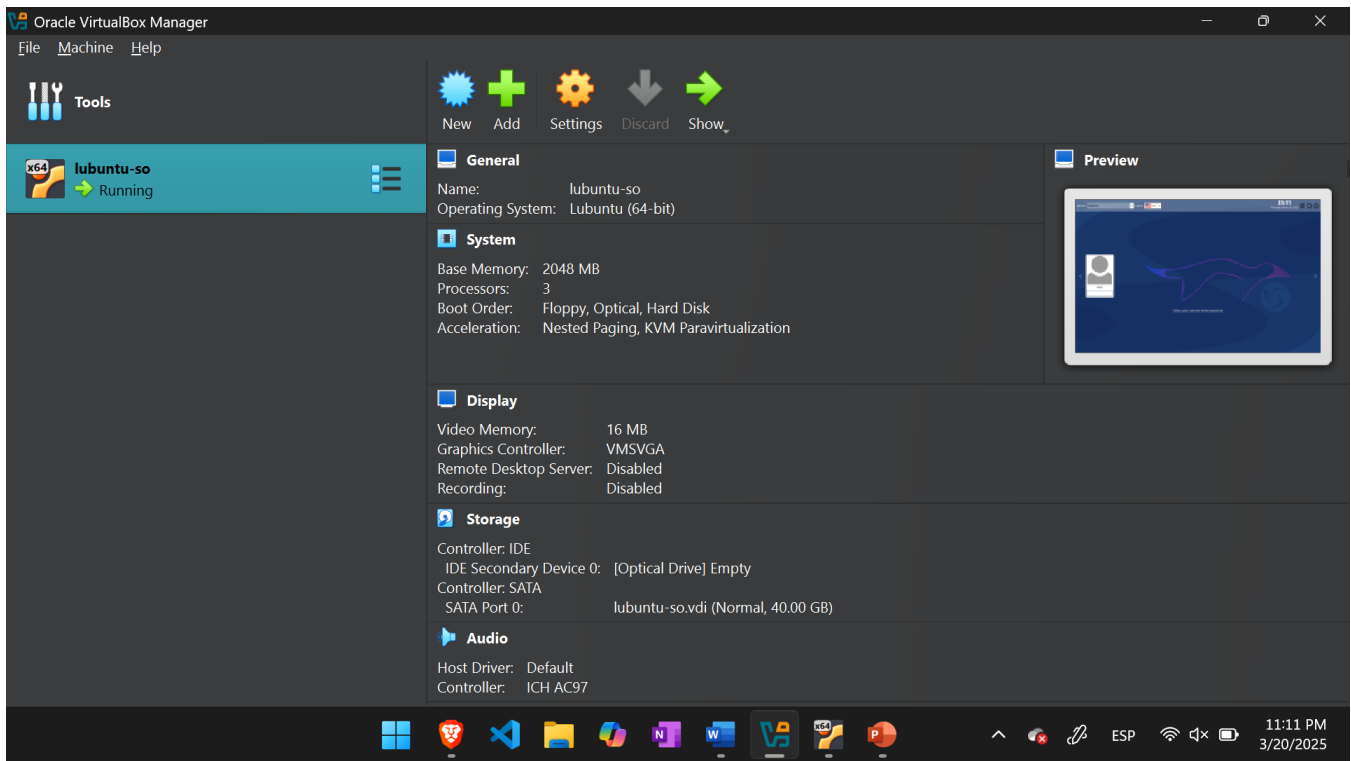 Oracle VirtualBox Manager
File Machine Help
Tools
New Add Settings Discard Show
x64 lubuntu-so
Running
General
Name: lubuntu-so
Operating System: Lubuntu (64-bit)
Preview
23:11
System
Base Memory: 2048 MB
Processors: 3
Boot Order: Floppy, Optical, Hard Disk
Acceleration: Nested Paging, KVM Paravirtualization
Display
Video Memory: 16 MB
Graphics Controller: VMSVGA
Remote Desktop Server: Disabled
Recording: Disabled
Storage
Controller: IDE
IDE Secondary Device 0: [Optical Drive] Empty
Controller: SATA
SATA Port 0: lubuntu-so.vdi (Normal, 40.00 GB)
Audio
Host Driver: Default
Controller: ICH AC97
N W x64 P ESP 11:11 PM
3/20/2025